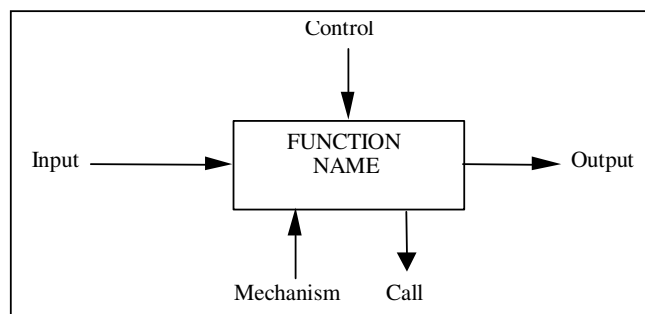 Control
FUNCTION
NAME
Input
Output
Mechanism
Call